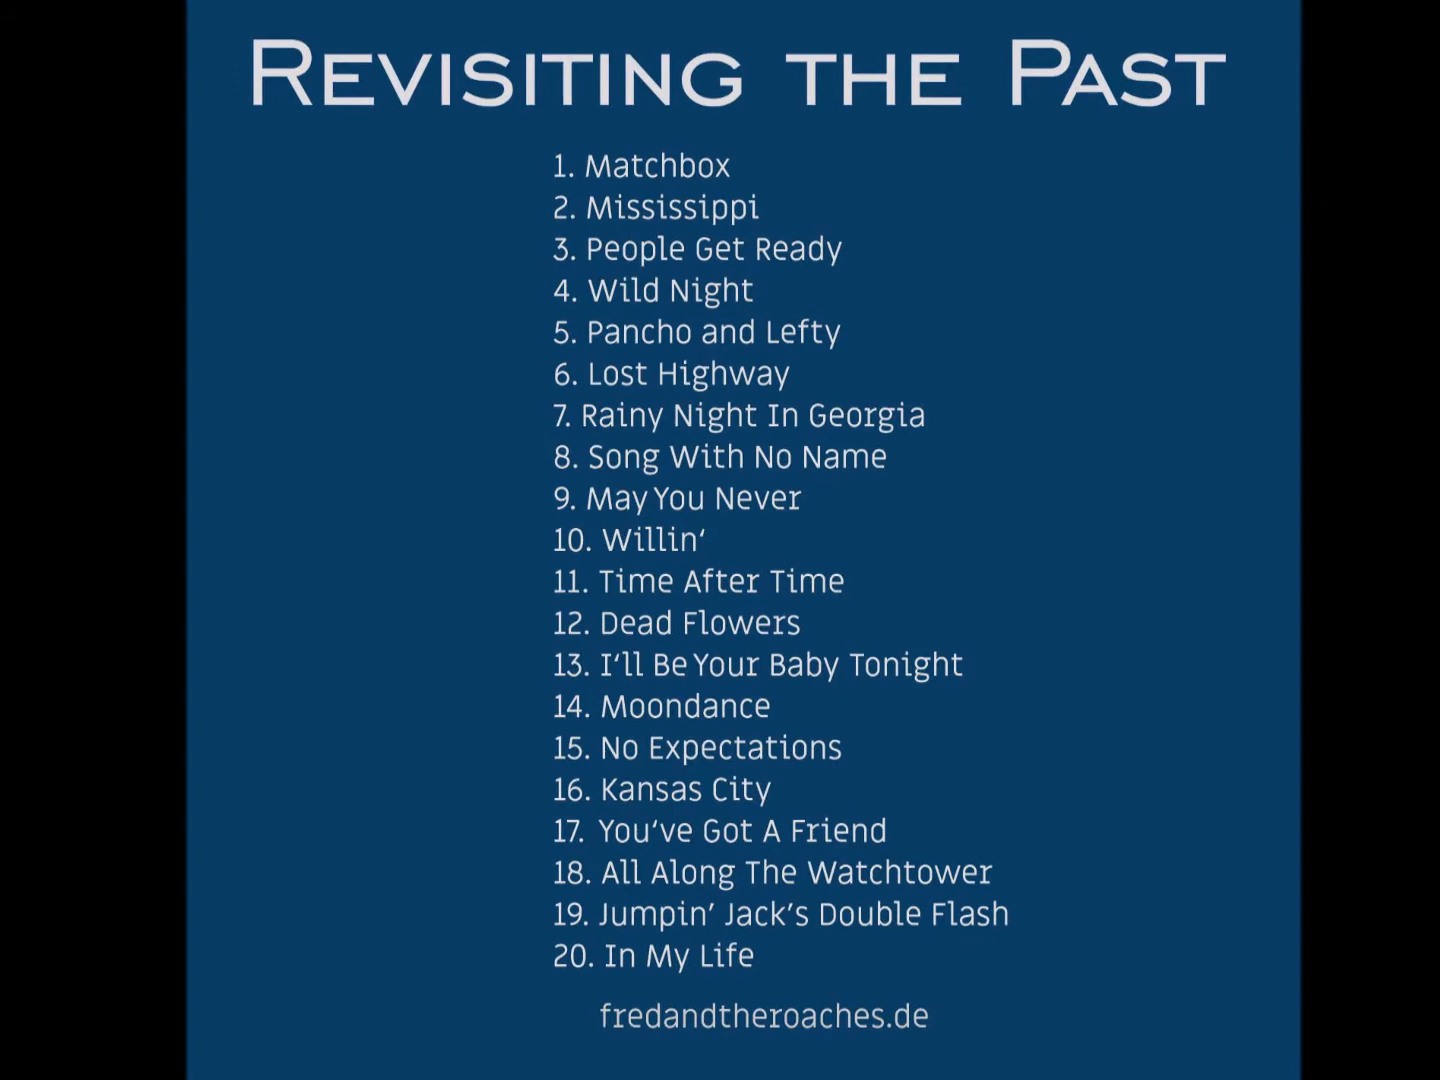 Revisiting the Past
1. Matchbox
2. Mississippi
3. People Get Ready
4. Wild Night
5. Pancho and Lefty
6. Lost Highway
7. Rainy Night In Georgia
8. Song With No Name
9. May You Never
10. Willin‘
11. Time After Time
12. Dead Flowers
13. I‘ll Be Your Baby Tonight
14. Moondance
15. No Expectations
16. Kansas City
17. You‘ve Got A Friend
18. All Along The Watchtower
19. Jumpin’ Jack’s Double Flash
20. In My Life
fredandtheroaches.de